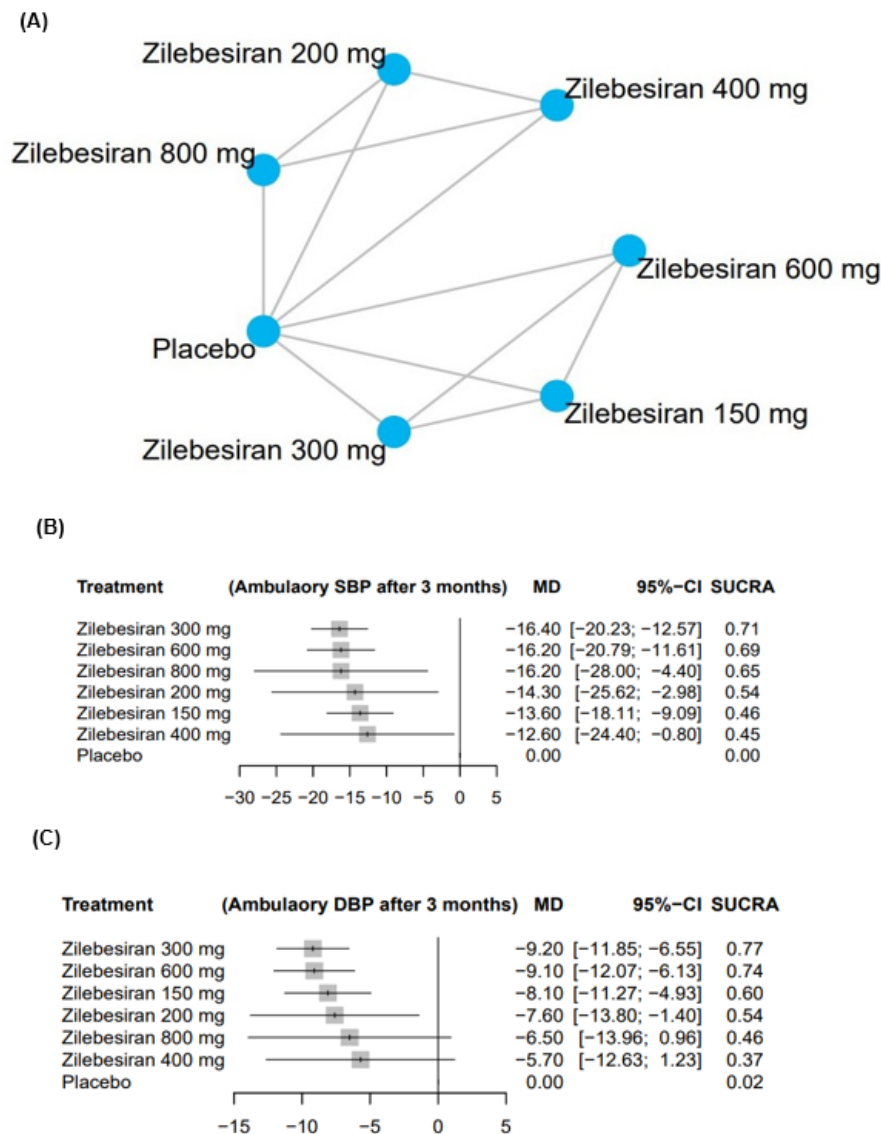 (A)
Zilebesiran 200 mg
Zilebesiran 400 mg
Zilebesiran 800 mg
Zilebesiran 600 mg
Placebo
Zilebesiran 150 mg
Zilebesiran 300 mg
(B)
Treatment (Ambulaory SBP after 3 months) MD 95%−CI SUCRA
Zilebesiran 300 mg −16.40 [−20.23; −12.57] 0.71
Zilebesiran 600 mg −16.20 [−20.79; −11.61] 0.69
Zilebesiran 800 mg −16.20 [−28.00; −4.40] 0.65
Zilebesiran 200 mg −14.30 [−25.62; −2.98] 0.54
Zilebesiran 150 mg −13.60 [−18.11; −9.09] 0.46
Zilebesiran 400 mg −12.60 [−24.40; −0.80] 0.45
Placebo 0.00 0.00
−30 −25 −20 −15 −10 −5 0 5
(C)
Treatment (Ambulaory DBP after 3 months) MD 95%−CI SUCRA
Zilebesiran 300 mg −9.20 [−11.85; −6.55] 0.77
Zilebesiran 600 mg −9.10 [−12.07; −6.13] 0.74
Zilebesiran 150 mg −8.10 [−11.27; −4.93] 0.60
Zilebesiran 200 mg −7.60 [−13.80; −1.40] 0.54
Zilebesiran 800 mg −6.50 [−13.96; 0.96] 0.46
Zilebesiran 400 mg −5.70 [−12.63; 1.23] 0.37
Placebo 0.00 0.02
−15 −10 −5 0 5